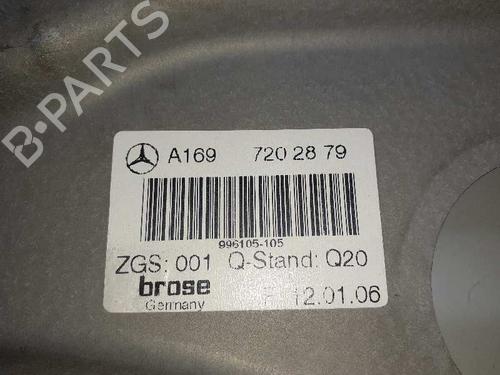 B-PARTS
A169 720 28 79
996105-105
ZGS: 001 Q-Stand: Q20
brose
Germany 12.01.06